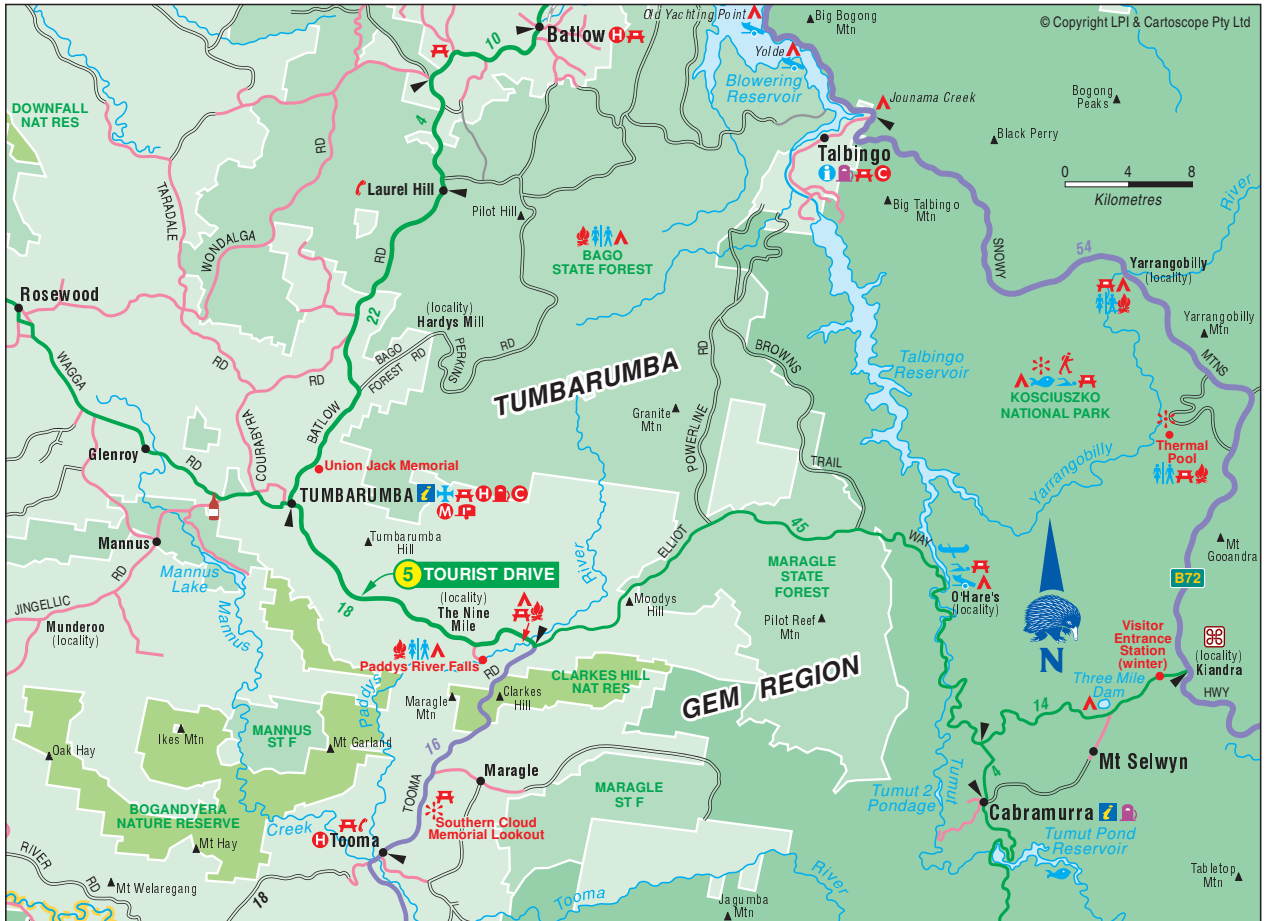 Old Yachting Point
Big Bogong
Mtn
© Copyright LPI & Cartoscope Pty Ltd
Batlow
H
10
Yolde
Blowering
Reservoir
Jounama Creek
Bogong
Peaks
DOWNFALL
NAT RES
4
RD
Black Perry
Talbingo
i
C
0 4 8
Kilometres
TARADALE
Laurel Hill
Pilot Hill
Big Talbingo
Mtn
River
WONDALGA
RD
BAGO
STATE FOREST
SNOWY
54
Yarrangobilly
(locality)
Rosewood
22
(locality)
Hardys Mill
Yarrangobilly
Mtn
WAGGA
RD
RD
BAGO
FOREST
RD
PERKINS
RD
RD
BROWNS
Talbingo
Reservoir
MTNS
TUMBARUMBA
KOSCIUSZKO
NATIONAL PARK
Granite
Mtn
BATLOW
COURABYRA
POWERLINE
Thermal
Pool
Glenroy
RD
Union Jack Memorial
TRAIL
Yarrangobilly
TUMBARUMBA
i
H
C
M
Mannus
Tumbarumba
Hill
ELLIOT
45
WAY
Mt
Gooandra
Mannus
Lake
RD
5 TOURIST DRIVE
River
MARAGLE
STATE
FOREST
B72
JINGELLIC
18
(locality)
The Nine
Mile
Moodys
Hill
O'Hare's
(locality)
Munderoo
(locality)
Mannus
Pilot Reef
Mtn
N
Visitor
Entrance
Station
(winter)
(locality)
Kiandra
Paddys River Falls
RD
CLARKES HILL
NAT RES
Three Mile
Dam
GEM REGION
Paddys
Maragle
Mtn
Clarkes
Hill
HWY
14
Ikes Mtn
MANNUS
ST F
Mt Garland
Oak Hay
16
Mt Selwyn
Maragle
4
TOOMA
MARAGLE
ST F
Tumut 2
Pondage
Tumut
BOGANDYERA
NATURE RESERVE
Southern Cloud
Memorial Lookout
Cabramurra
i
Creek
H
Tooma
Mt Hay
Tumut Pond
Reservoir
RIVER
RD
Mt Welaregang
18
Tooma
River
Jagumba
Mtn
Tabletop
Mtn